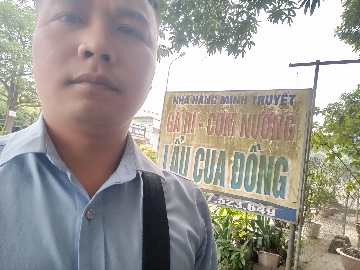 NHÀ HÀNG MINH TRUYẾT
GÀ RI - CƠM NƯỚNG
LẨU CUA ĐỒNG